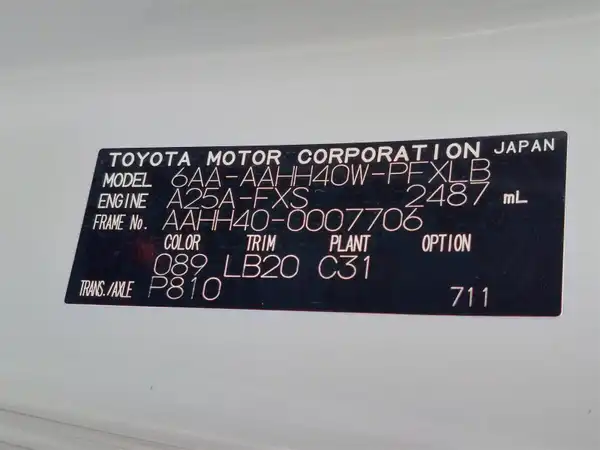 TOYOTA MOTOR CORPORATION JAPAN
MODEL 6AA-AAHH40W-PFXLB
ENGINE A25A-FXS 2487 mL
FRAME No. AAHH40-0007706
COLOR TRIM PLANT OPTION
089 LB20 C31
TRANS./AXLE P810 711